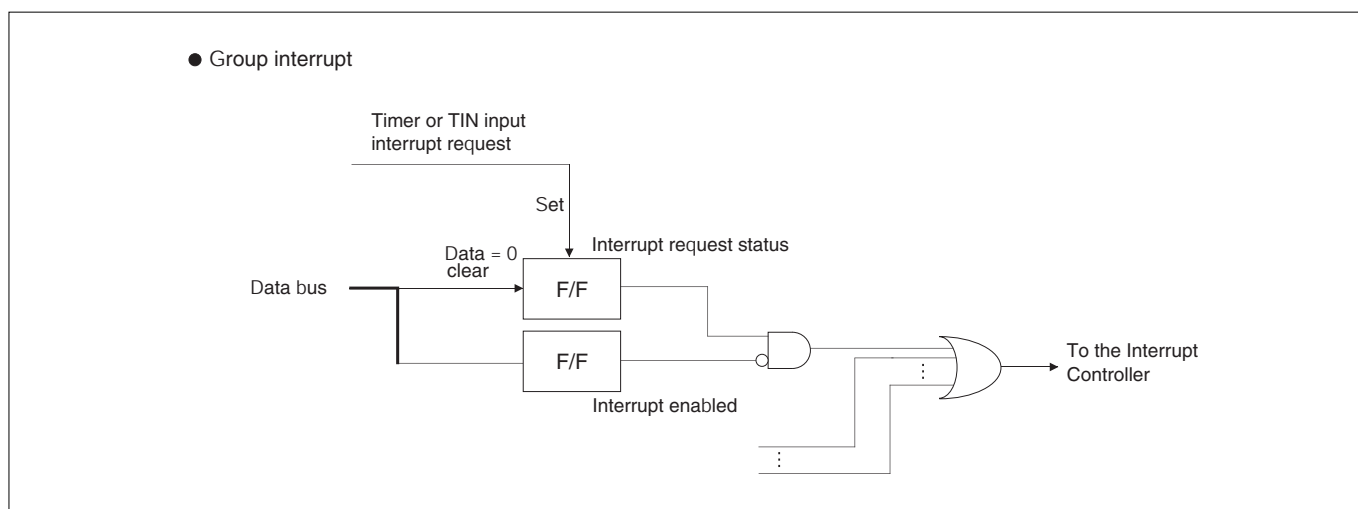 ● Group interrupt
Timer or TIN input
interrupt request
Set
Data = 0
clear
Interrupt request status
Data bus
F/F
F/F
Interrupt enabled
To the Interrupt
Controller